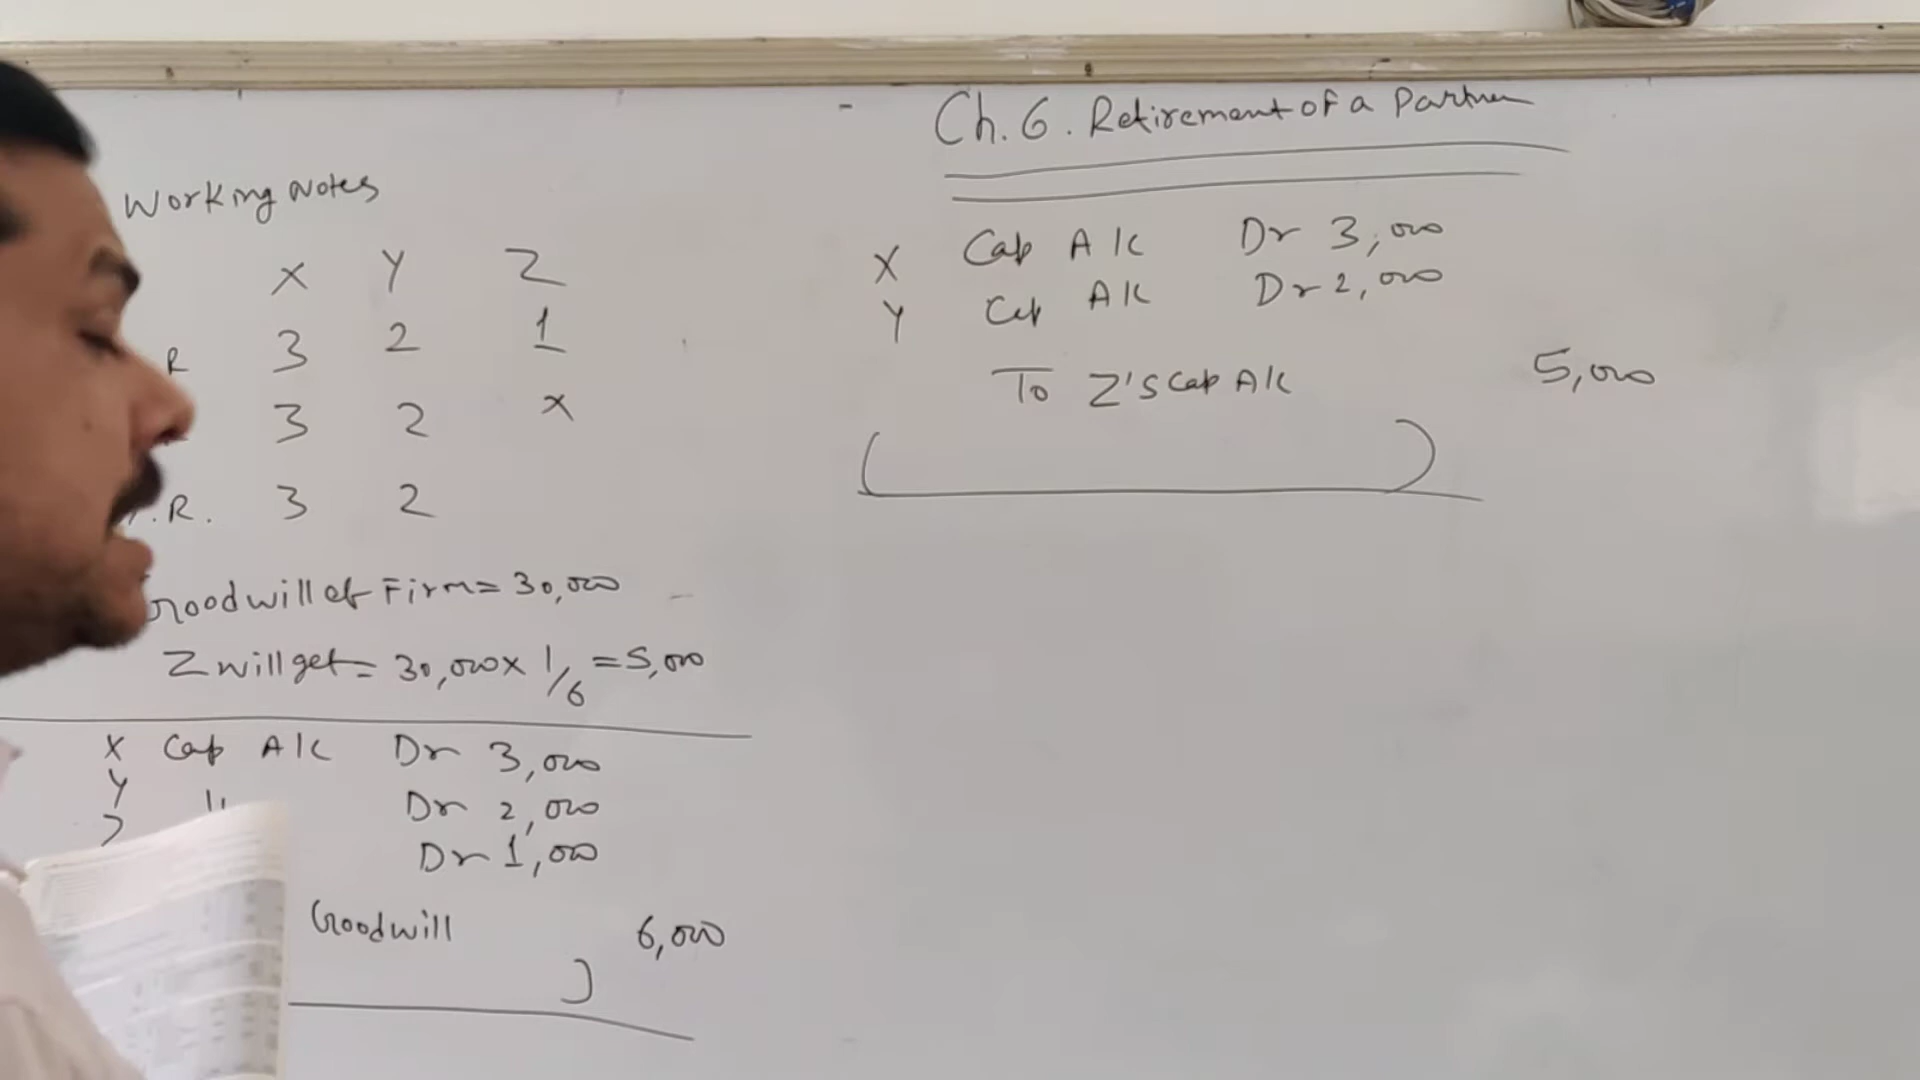 Ch. 6. Retirement of a Partner
Working Notes
X Y Z
R 3 2 1
3 2 x
.R. 3 2
Goodwill of Firm = 30,000
Z will get = 30,000 x 1/6 = 5,000
X Cap A/C Dr 3,000
Y " Dr 2,000
Z Dr 1,000
Goodwill 6,000
)
X Cap A/C Dr 3,000
Y Cap A/C Dr 2,000
To Z's Cap A/C 5,000
( )